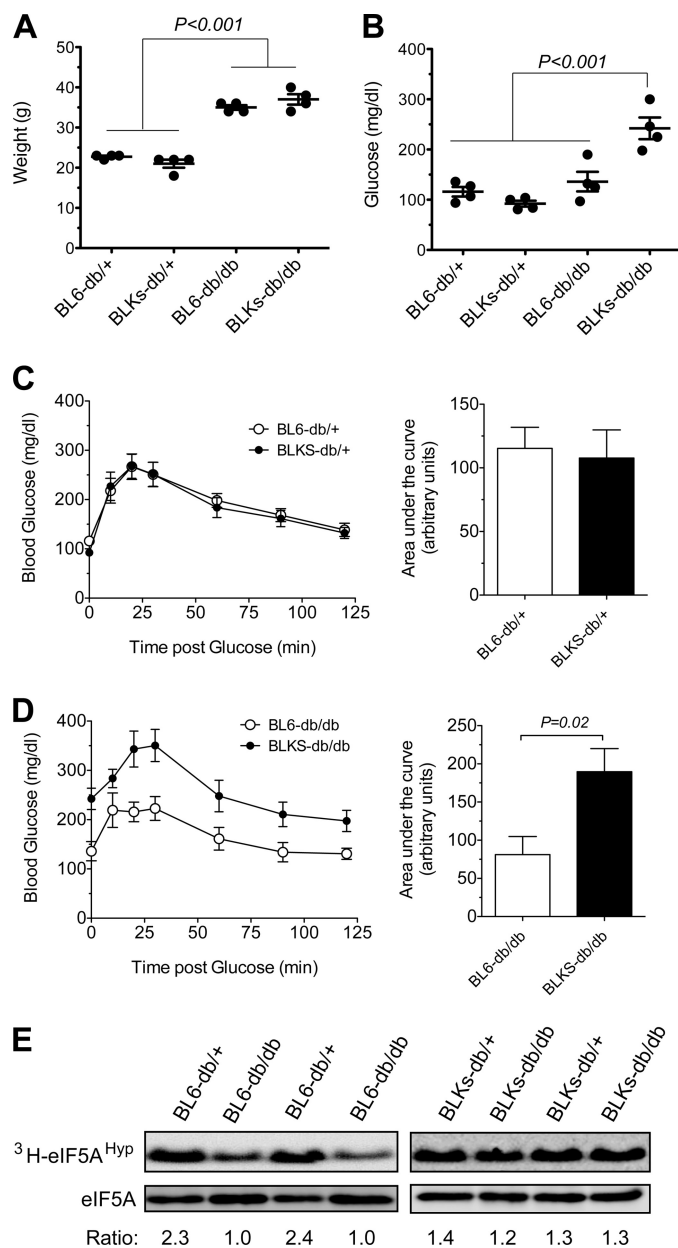 A
P<0.001
Weight (g)
50
40
30
20
10
0
BL6-db/+
BLKs-db/+
BL6-db/db
BLKs-db/db
B
P<0.001
Glucose (mg/dl)
400
300
200
100
0
BL6-db/+
BLKs-db/+
BL6-db/db
BLKs-db/db
C
Blood Glucose (mg/dl)
400
300
200
100
0
BL6-db/+
BLKS-db/+
0 25 50 75 100 125
Time post Glucose (min)
Area under the curve
(arbitrary units)
150
100
50
0
BL6-db/+
BLKS-db/+
D
Blood Glucose (mg/dl)
400
300
200
100
0
BL6-db/db
BLKS-db/db
0 25 50 75 100 125
Time post Glucose (min)
Area under the curve
(arbitrary units)
250
200
150
100
50
0
P=0.02
BL6-db/db
BLKS-db/db
E
BL6-db/+
BL6-db/db
BL6-db/+
BL6-db/db
BLKs-db/+
BLKs-db/db
BLKs-db/+
BLKs-db/db
³H-eIF5A^Hyp
eIF5A
Ratio: 2.3 1.0 2.4 1.0 1.4 1.2 1.3 1.3